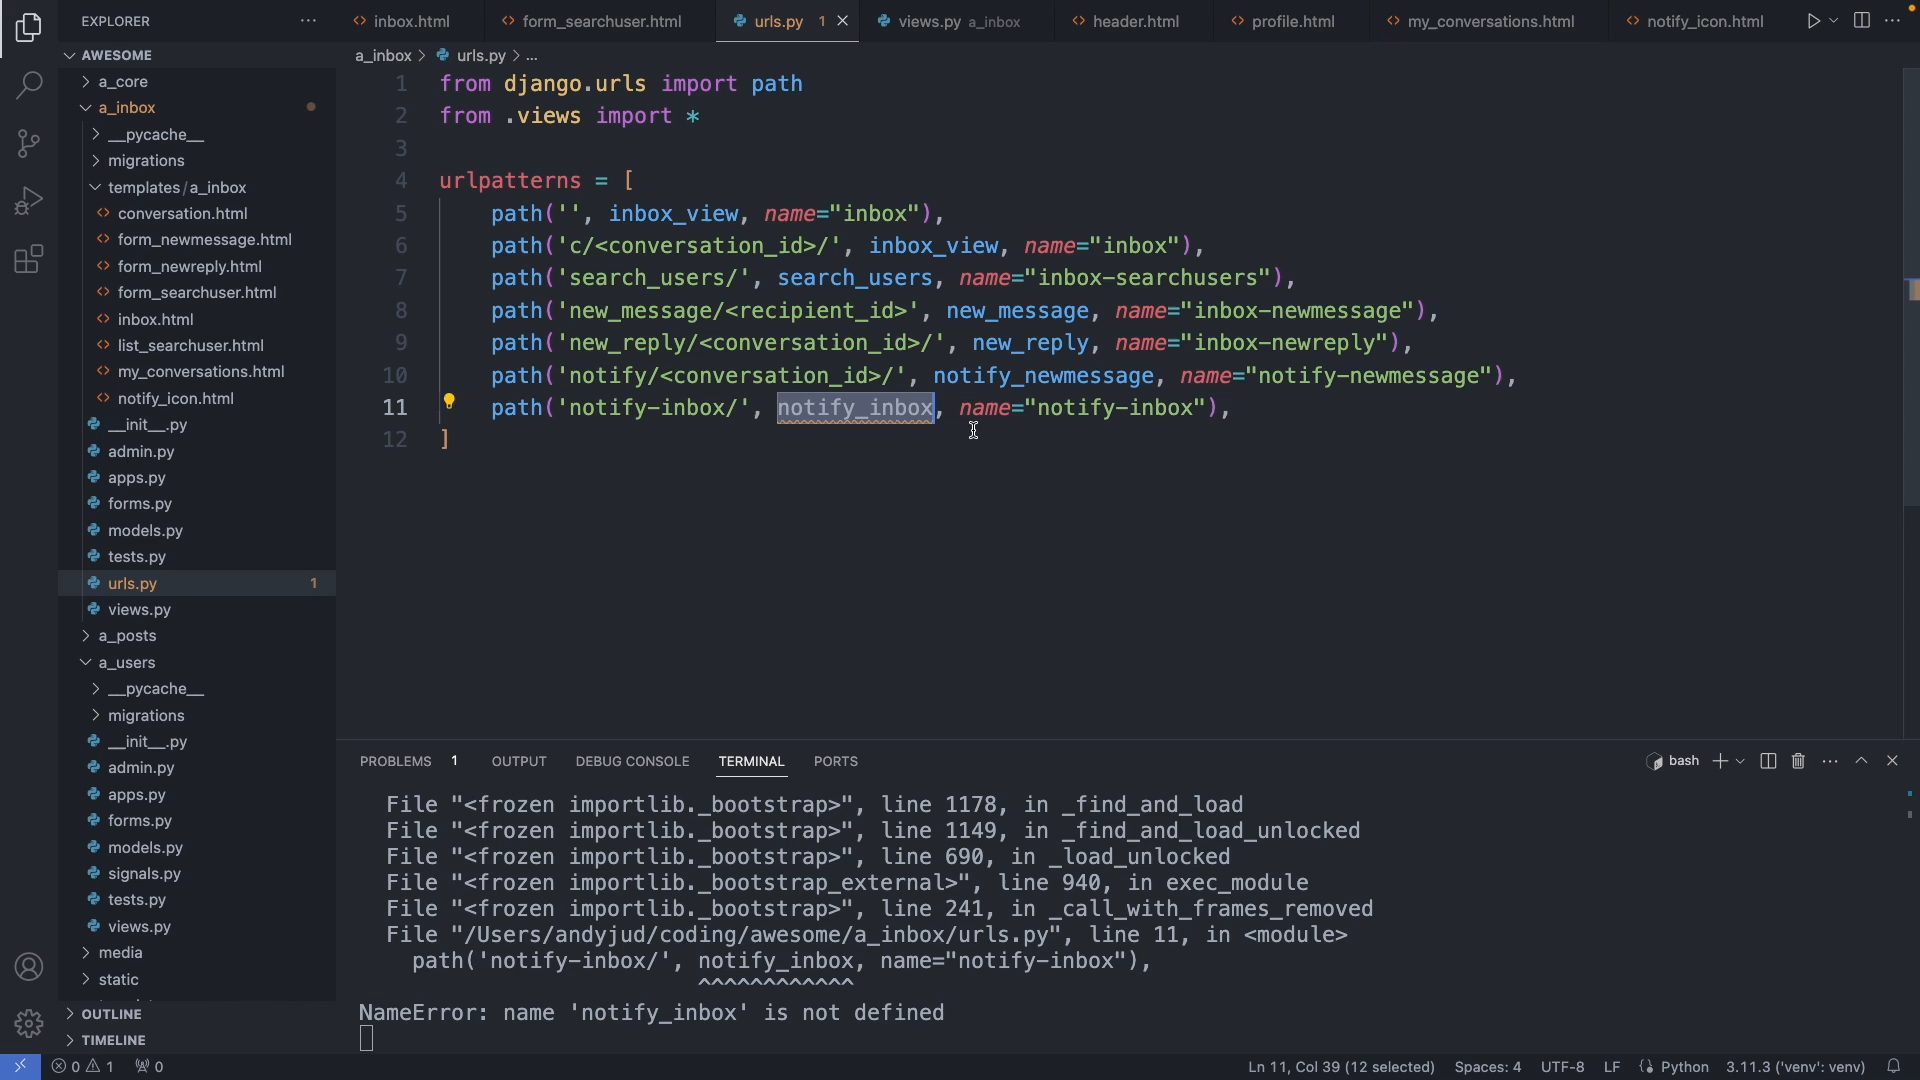 EXPLORER
AWESOME
a_core
a_inbox
__pycache__
migrations
templates/a_inbox
conversation.html
form_newmessage.html
form_newreply.html
form_searchuser.html
inbox.html
list_searchuser.html
my_conversations.html
notify_icon.html
__init__.py
admin.py
apps.py
forms.py
models.py
tests.py
urls.py 1
views.py
a_posts
a_users
__pycache__
migrations
__init__.py
admin.py
apps.py
forms.py
models.py
signals.py
tests.py
views.py
media
static
OUTLINE
TIMELINE
inbox.html form_searchuser.html urls.py 1 views.py a_inbox header.html profile.html my_conversations.html notify_icon.html
a_inbox > urls.py > ...
1 from django.urls import path
2 from .views import *
3
4 urlpatterns = [
5 path('', inbox_view, name="inbox"),
6 path('c/<conversation_id>/', inbox_view, name="inbox"),
7 path('search_users/', search_users, name="inbox-searchusers"),
8 path('new_message/<recipient_id>', new_message, name="inbox-newmessage"),
9 path('new_reply/<conversation_id>/', new_reply, name="inbox-newreply"),
10 path('notify/<conversation_id>/', notify_newmessage, name="notify-newmessage"),
11 path('notify-inbox/', notify_inbox, name="notify-inbox"),
12 ]
PROBLEMS 1 OUTPUT DEBUG CONSOLE TERMINAL PORTS bash
File "<frozen importlib._bootstrap>", line 1178, in _find_and_load
File "<frozen importlib._bootstrap>", line 1149, in _find_and_load_unlocked
File "<frozen importlib._bootstrap>", line 690, in _load_unlocked
File "<frozen importlib._bootstrap_external>", line 940, in exec_module
File "<frozen importlib._bootstrap>", line 241, in _call_with_frames_removed
File "/Users/andyjud/coding/awesome/a_inbox/urls.py", line 11, in <module>
path('notify-inbox/', notify_inbox, name="notify-inbox"),
^^^^^^^^^^^^
NameError: name 'notify_inbox' is not defined
0 1 0 Ln 11, Col 39 (12 selected) Spaces: 4 UTF-8 LF Python 3.11.3 ('venv': venv)